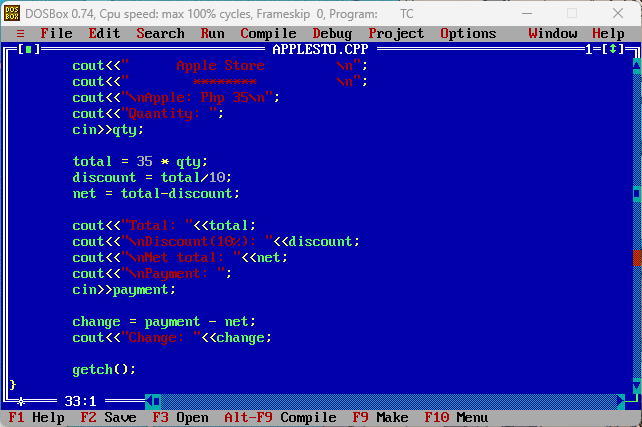 DOS BOX DOSBox 0.74, Cpu speed: max 100% cycles, Frameskip 0, Program: TC
≡ File Edit Search Run Compile Debug Project Options Window Help
[■] APPLESTO.CPP 1=[↕]
cout<<"      Apple Store         \n";
cout<<"        ********          \n";
cout<<"\nApple: Php 35\n";
cout<<"Quantity: ";
cin>>qty;
total = 35 * qty;
discount = total/10;
net = total-discount;
cout<<"Total: "<<total;
cout<<"\nDiscount(10%): "<<discount;
cout<<"\nMet total: "<<net;
cout<<"\nPayment: ";
cin>>payment;
change = payment - net;
cout<<"Change: "<<change;
getch();
}
* 33:1
F1 Help F2 Save F3 Open Alt-F9 Compile F9 Make F10 Menu